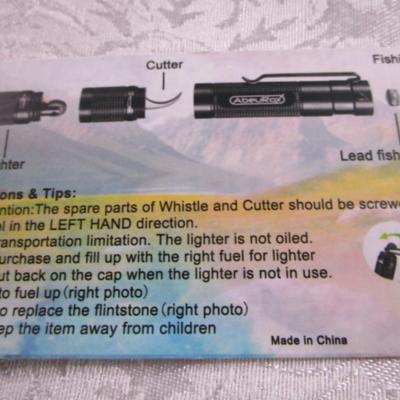 Cutter
Fishi
AbeuRox
hter
Lead fish
ons & Tips:
ntion:The spare parts of Whistle and Cutter should be screwe
el in the LEFT HAND direction.
ransportation limitation. The lighter is not oiled.
urchase and fill up with the right fuel for lighter
ut back on the cap when the lighter is not in use.
to fuel up (right photo)
o replace the flintstone (right photo)
ep the item away from children
Made in China